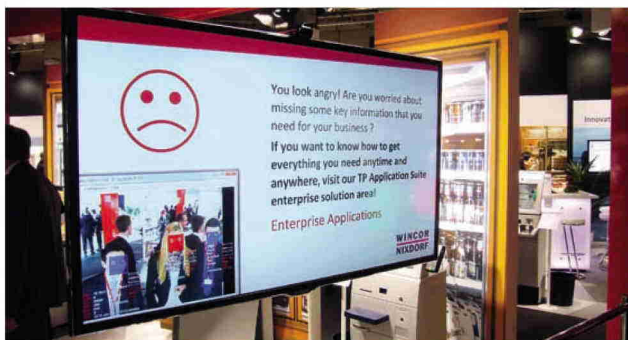 You look angry! Are you worried about
missing some key information that you
need for your business ?
If you want to know how to get
everything you need anytime and
anywhere, visit our TP Application Suite
enterprise solution area!
Enterprise Applications
WINCOR
NIXDORF